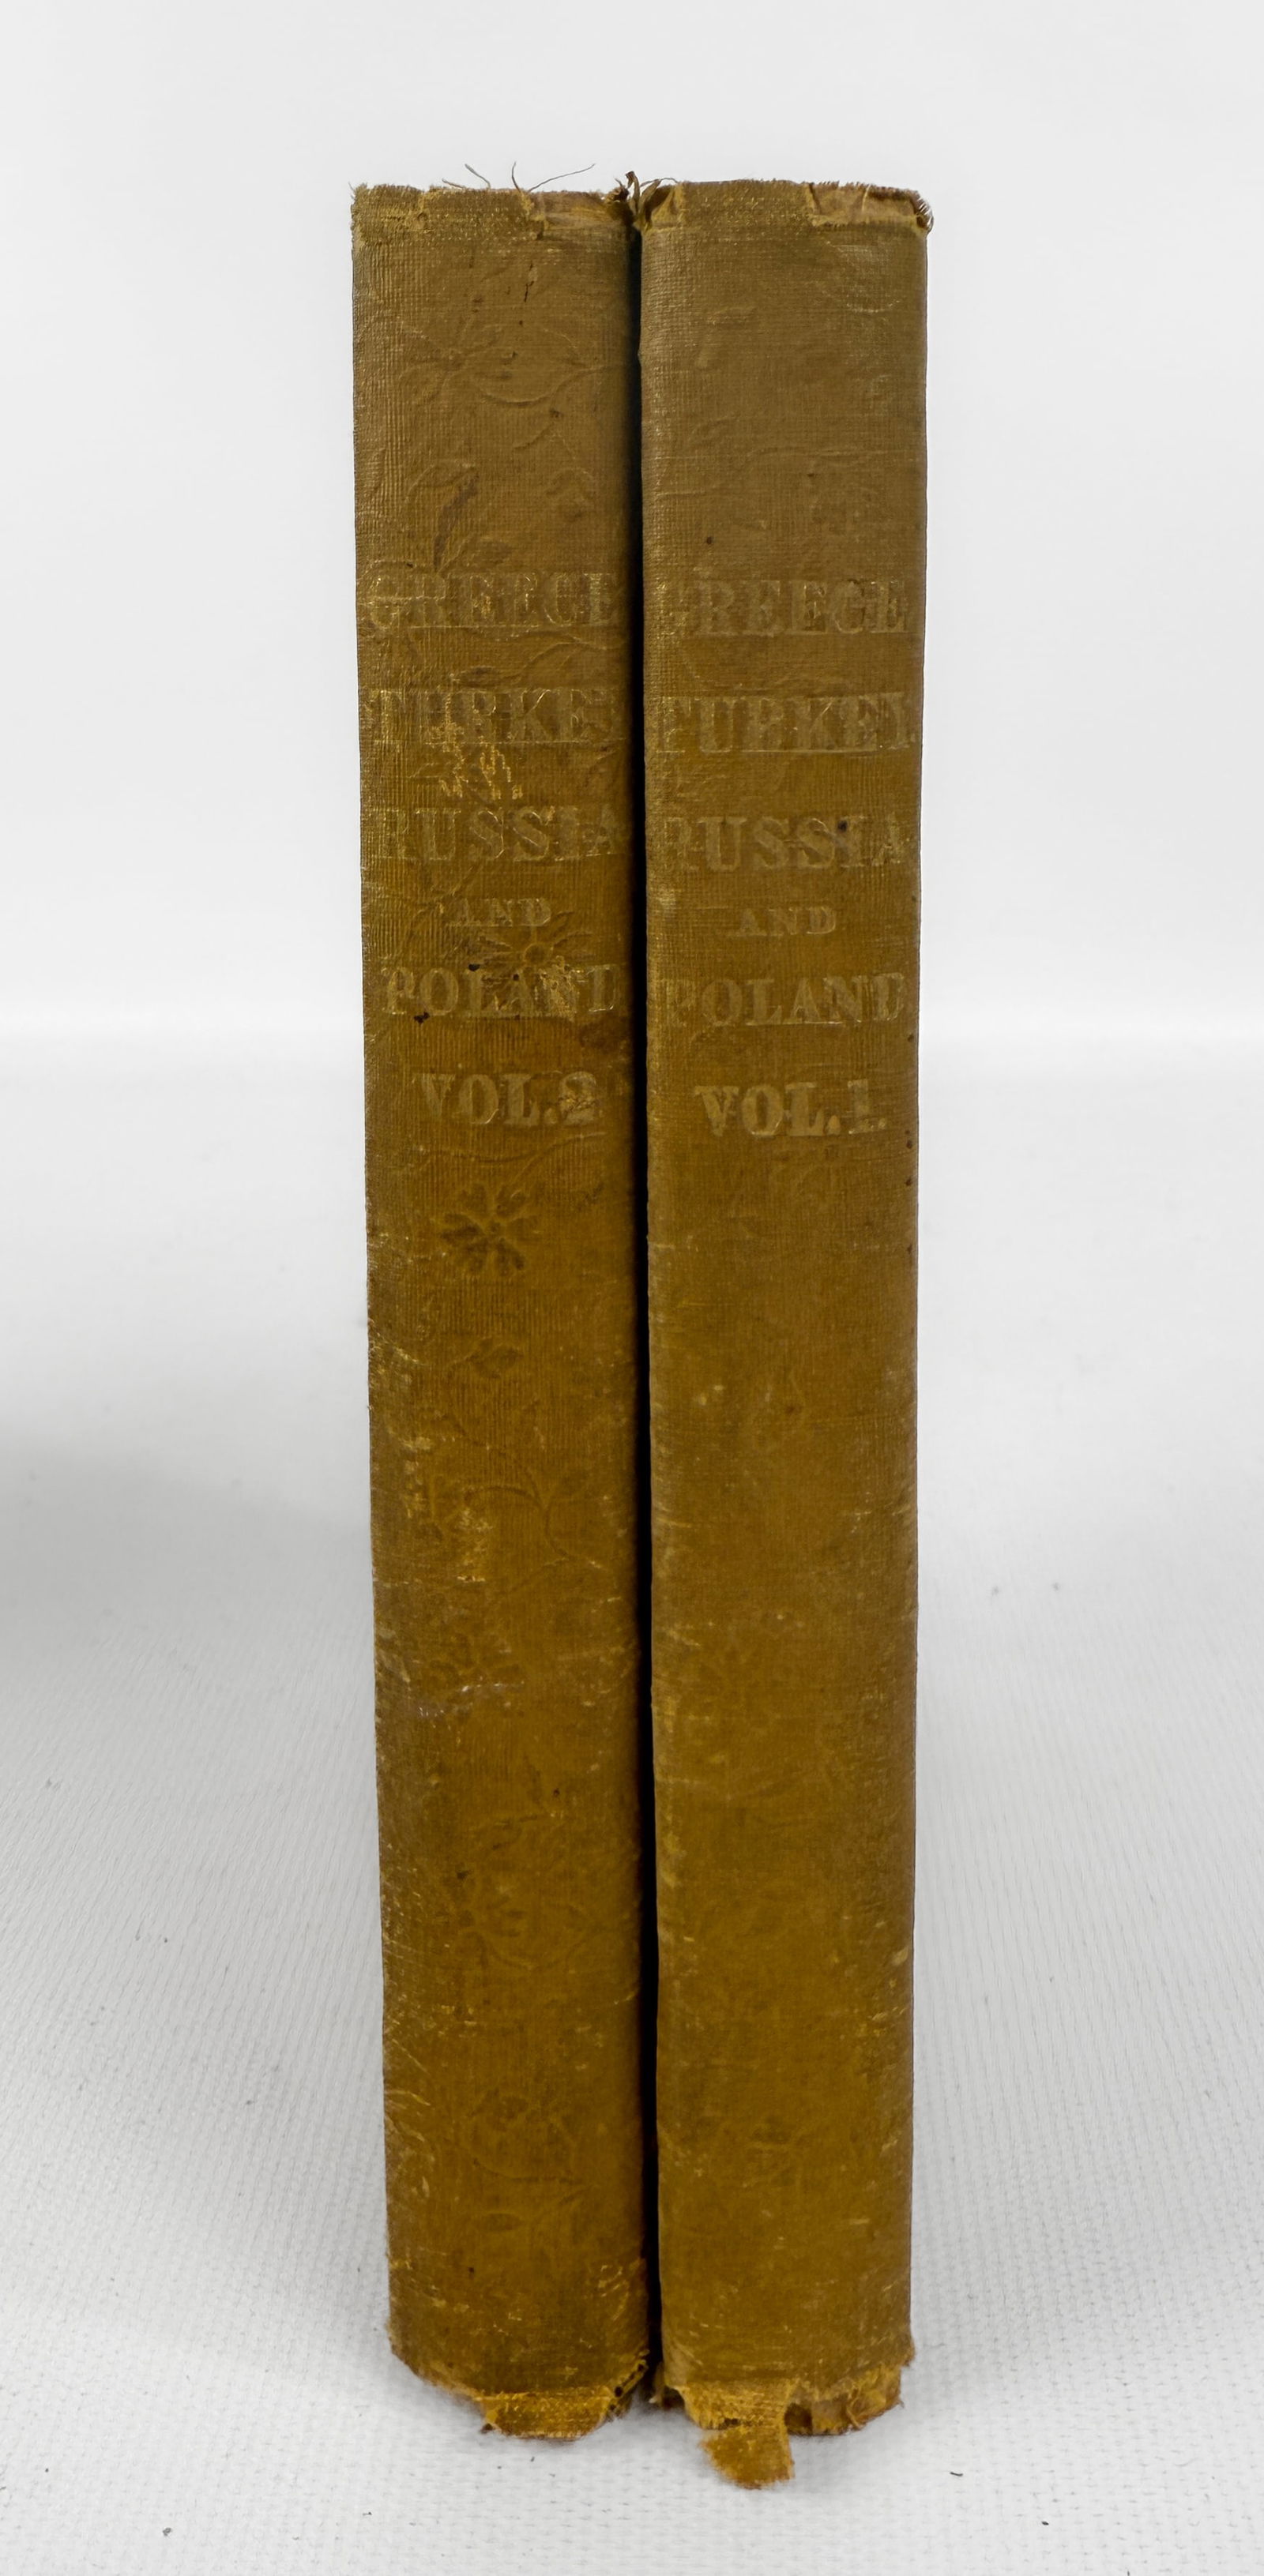 GREECE
TURKEY
RUSSIA
AND
POLAND
VOL.2
GREECE
TURKEY.
RUSSIA
AND
POLAND
VOL.1.